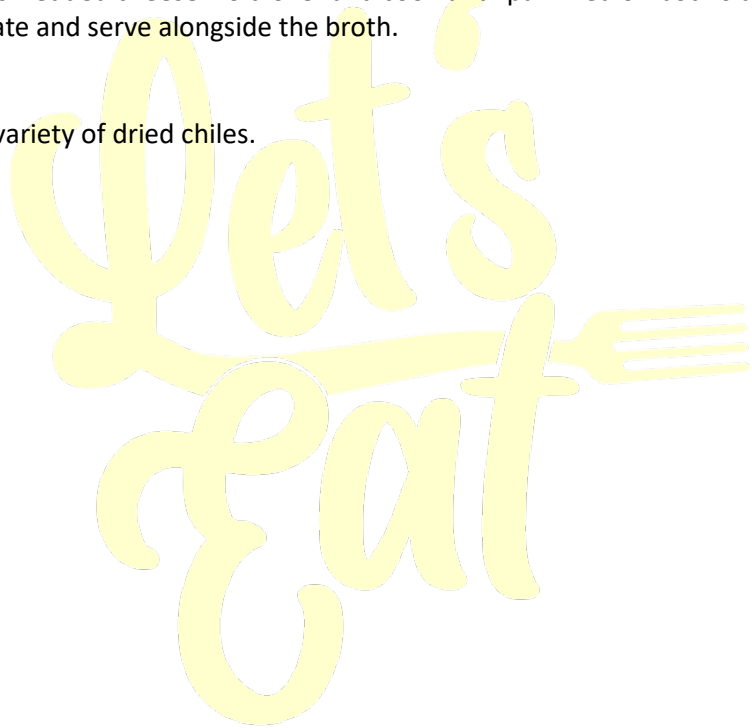 ate and serve alongside the broth.
variety of dried chiles.
Let's
Eat